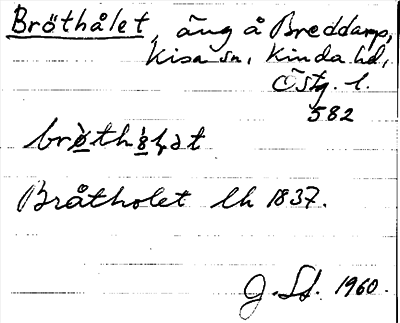 Bröthålet, äng å Breddamp,
Kisa sn, Kinda hd,
Östg. l.
582
Bråtholet lh 1837.
J. Sd. 1960.